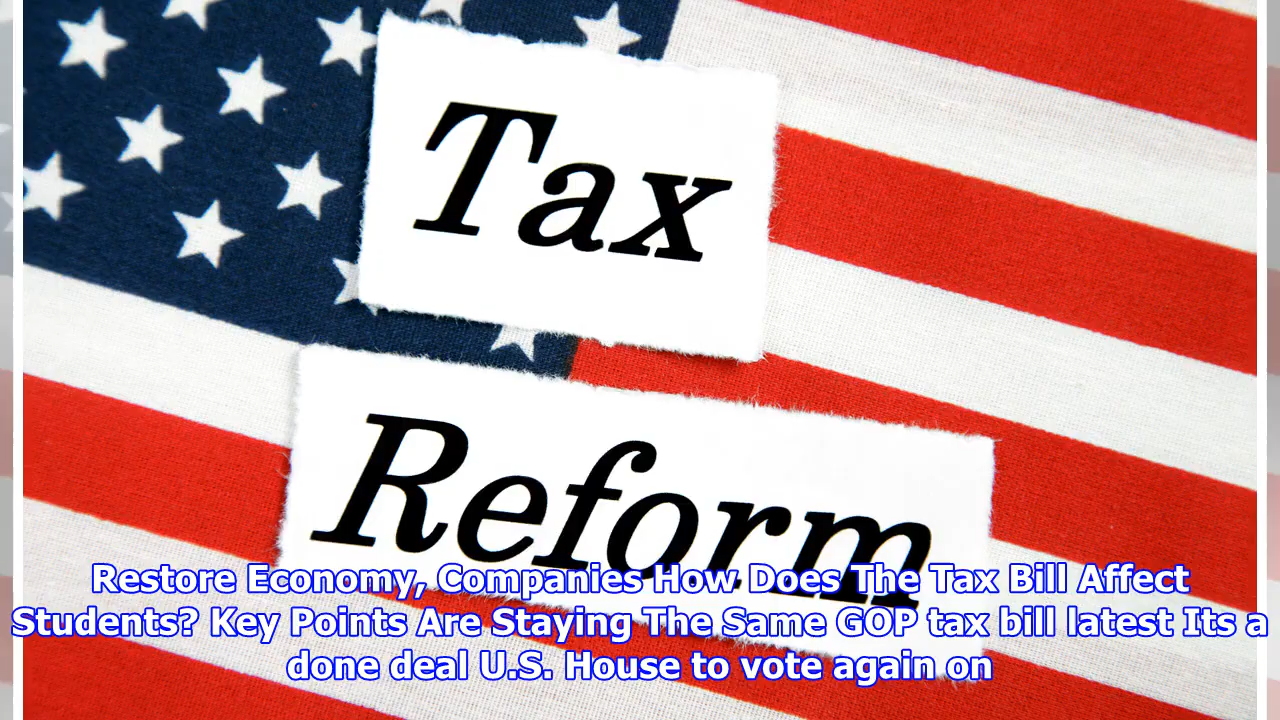 Tax
Reform
Restore Economy, Companies How Does The Tax Bill Affect
Students? Key Points Are Staying The Same GOP tax bill latest Its a
done deal U.S. House to vote again on